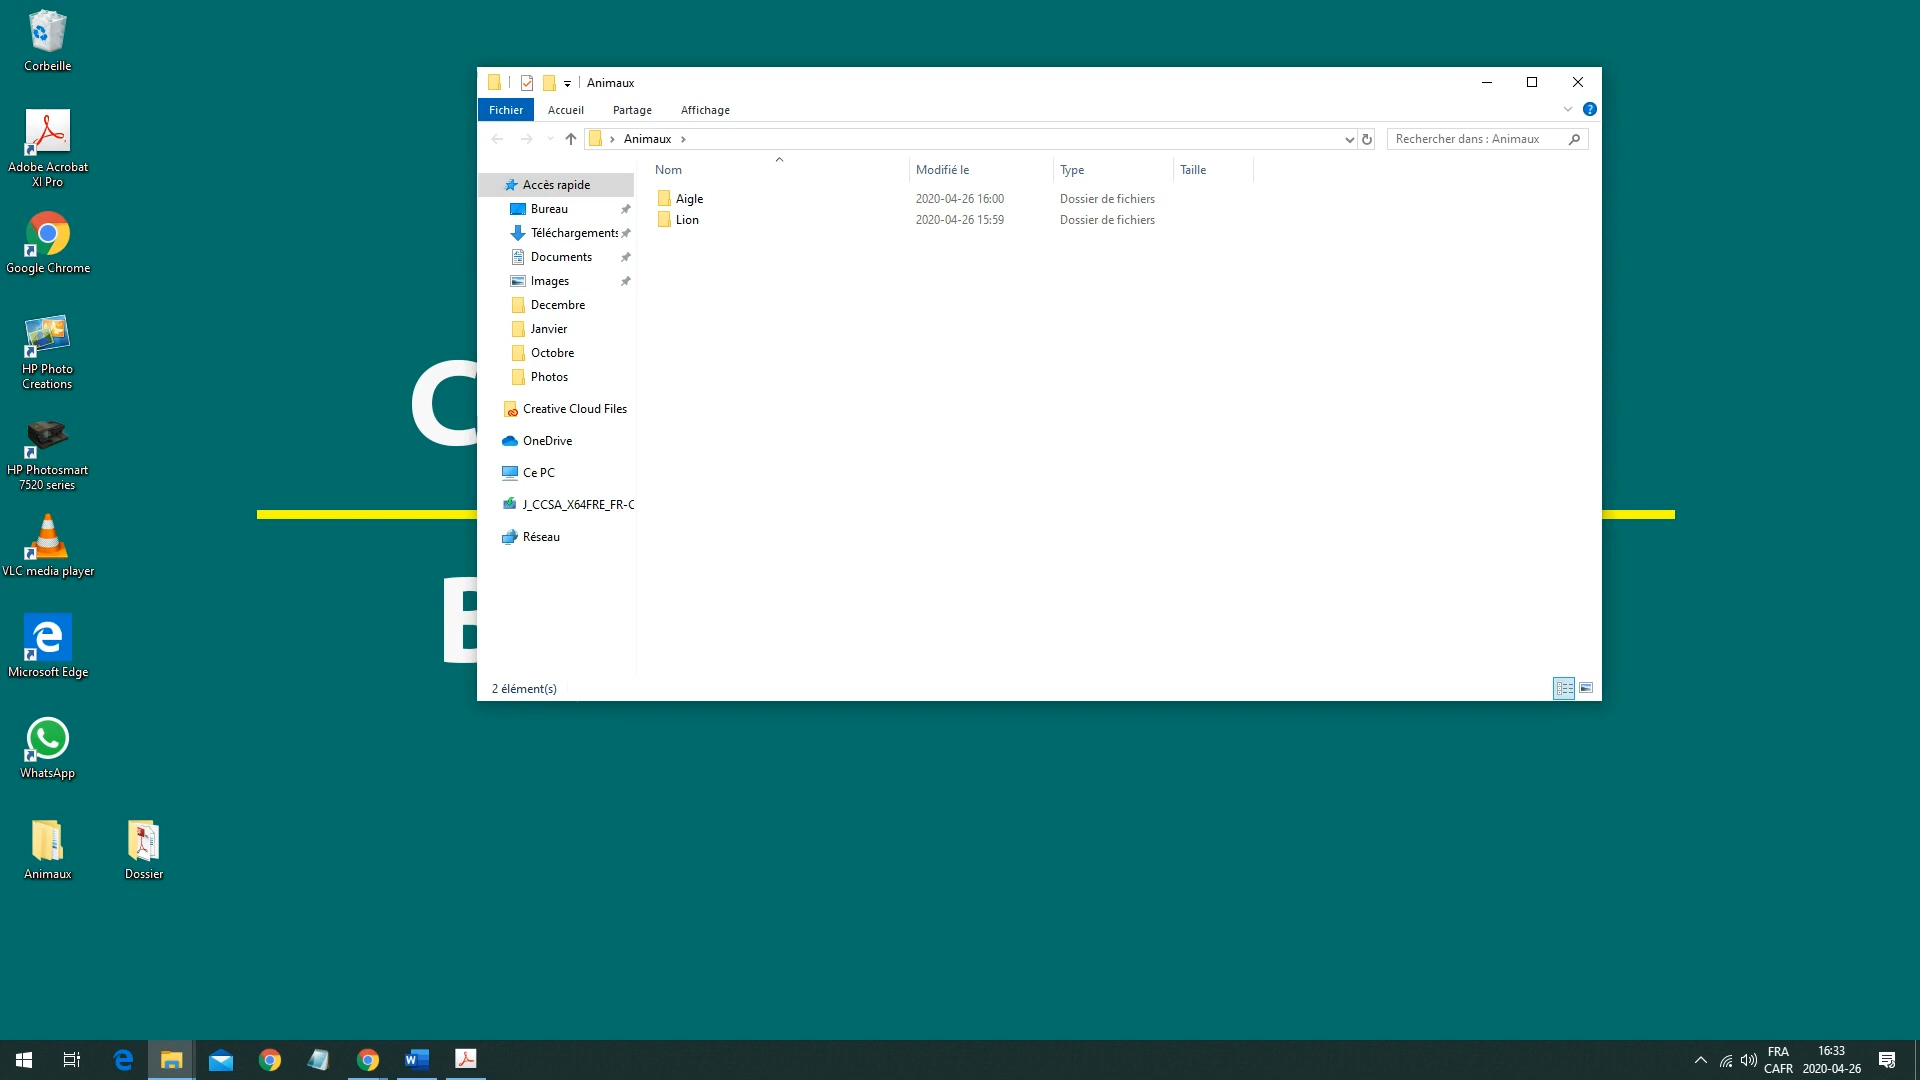 Corbeille
Adobe Acrobat
XI Pro
Google Chrome
HP Photo
Creations
HP Photosmart
7520 series
VLC media player
Microsoft Edge
WhatsApp
Animaux
Dossier
C
B
Animaux
Fichier Accueil Partage Affichage
Animaux
Rechercher dans : Animaux
Nom Modifié le Type Taille
Aigle 2020-04-26 16:00 Dossier de fichiers
Lion 2020-04-26 15:59 Dossier de fichiers
Accès rapide
Bureau
Téléchargements
Documents
Images
Decembre
Janvier
Octobre
Photos
Creative Cloud Files
OneDrive
Ce PC
J_CCSA_X64FRE_FR-C
Réseau
2 élément(s)
FRA
CAFR
16:33
2020-04-26